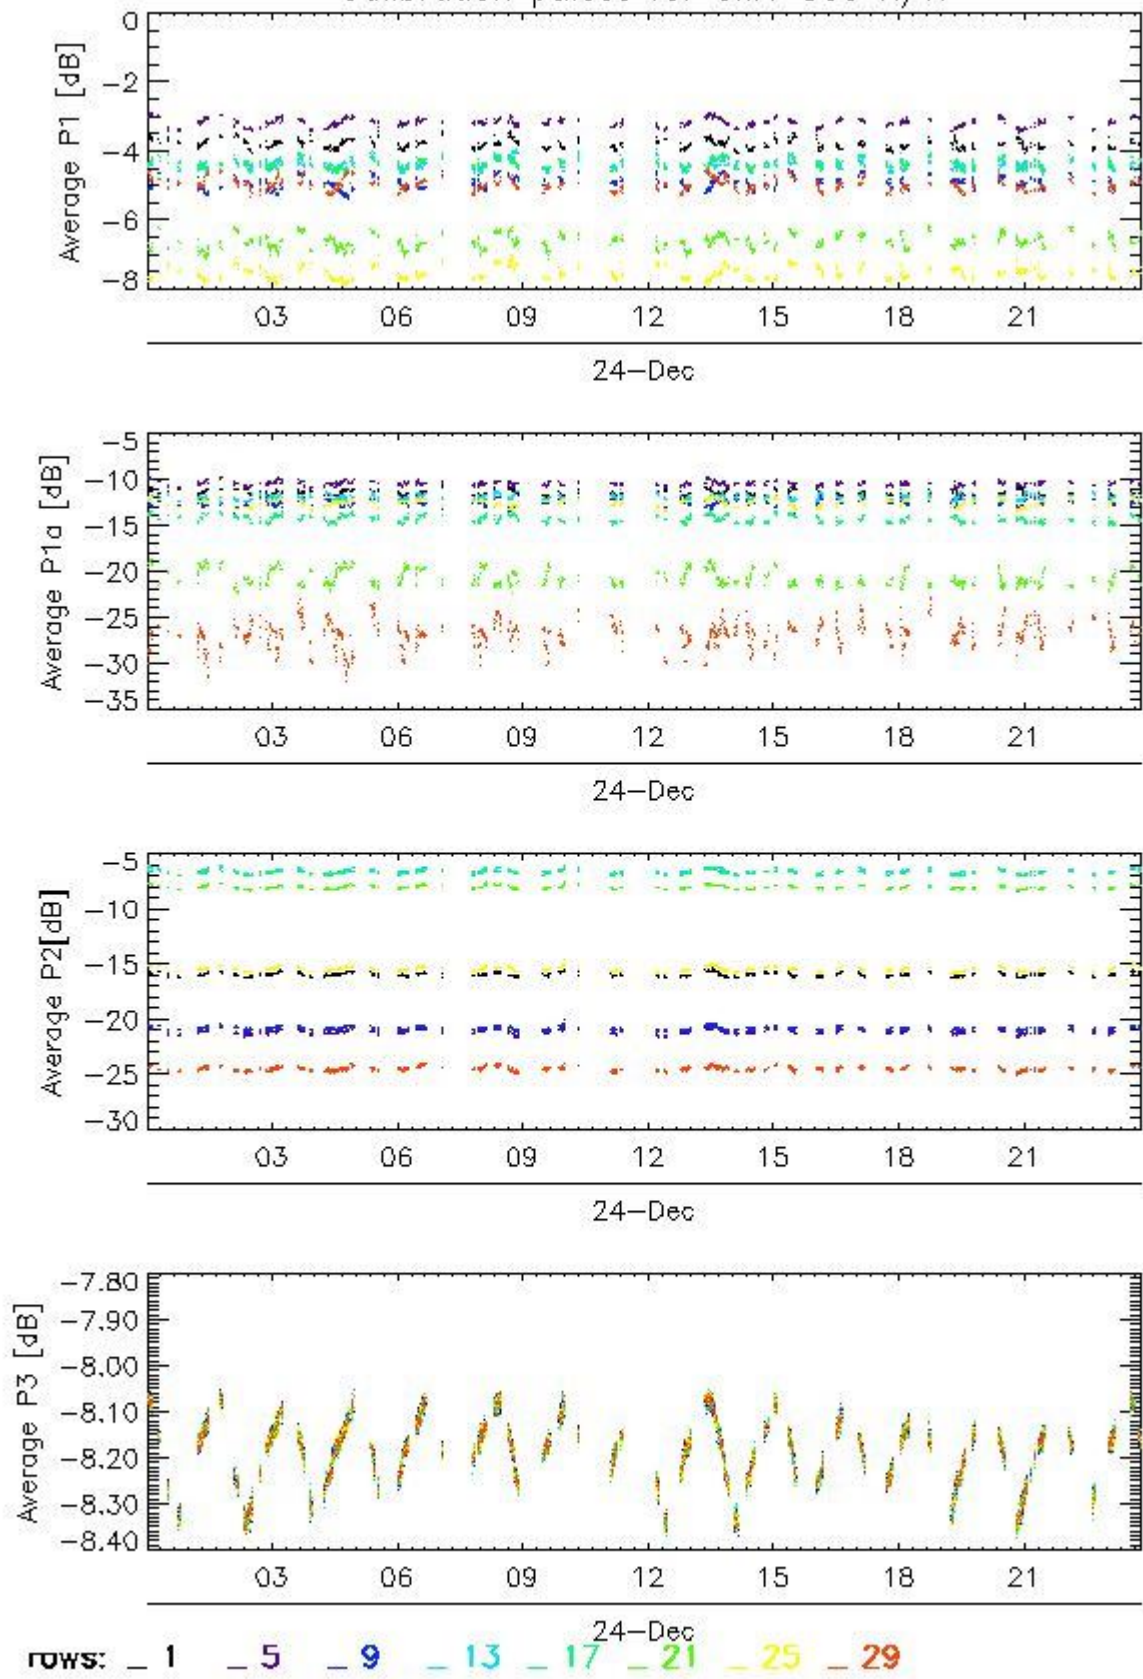 0
-2
-4
-6
-8
Average P1 [dB]
03 06 09 12 15 18 21
24-Dec
-5
-10
-15
-20
-25
-30
-35
Average P1a [dB]
03 06 09 12 15 18 21
24-Dec
-5
-10
-15
-20
-25
-30
Average P2[dB]
03 06 09 12 15 18 21
24-Dec
-7.80
-7.90
-8.00
-8.10
-8.20
-8.30
-8.40
Average P3 [dB]
03 06 09 12 15 18 21
24-Dec
rows: _ 1 _ 5 _ 9 _ 13 _ 17 _ 21 _ 25 _ 29